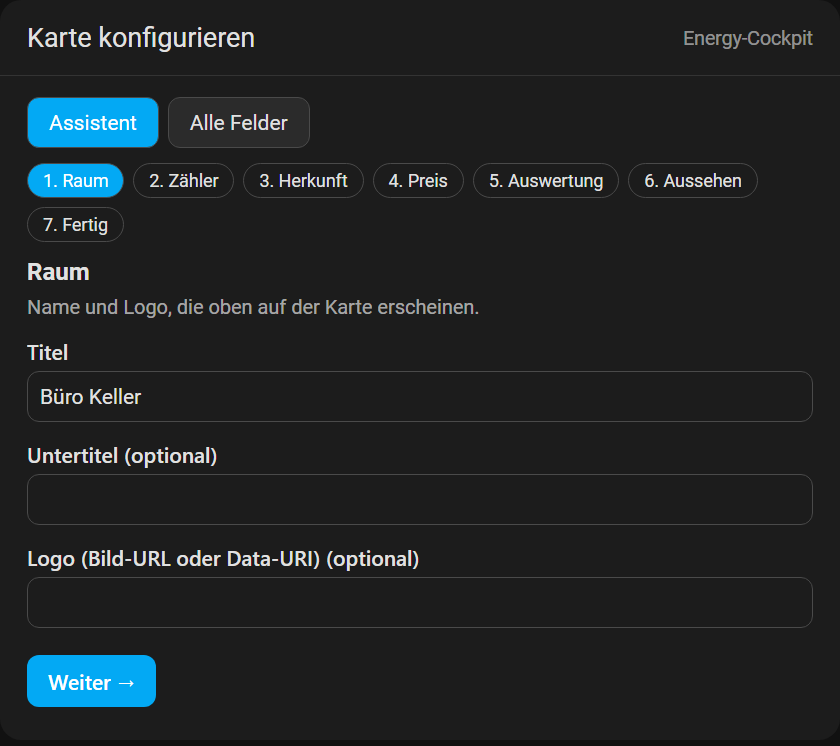 Karte konfigurieren
Energy-Cockpit
Assistent
Alle Felder
1. Raum
2. Zähler
3. Herkunft
4. Preis
5. Auswertung
6. Aussehen
7. Fertig
Raum
Name und Logo, die oben auf der Karte erscheinen.
Titel
Büro Keller
Untertitel (optional)
Logo (Bild-URL oder Data-URI) (optional)
Weiter →